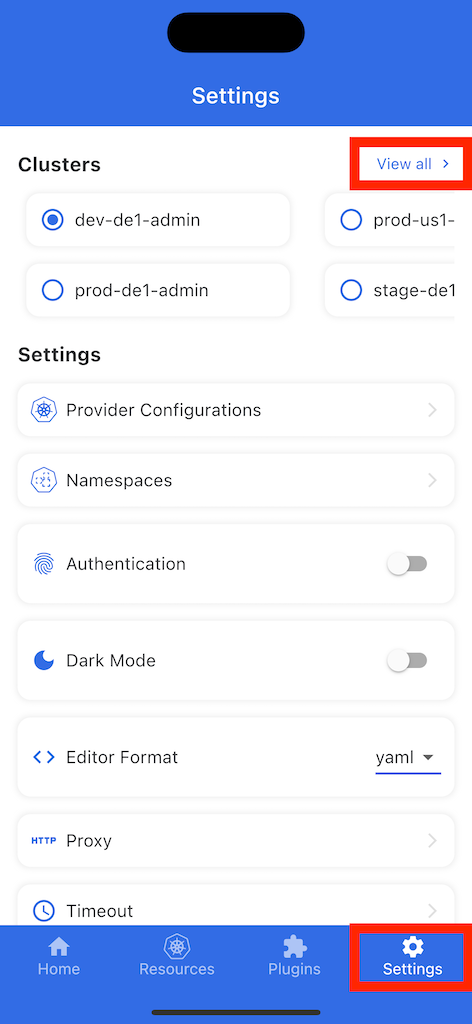 Settings
Clusters
View all
dev-de1-admin
prod-us1-
prod-de1-admin
stage-de1
Settings
Provider Configurations
Namespaces
Authentication
Dark Mode
Editor Format
yaml
HTTP Proxy
Timeout
Home
Resources
Plugins
Settings